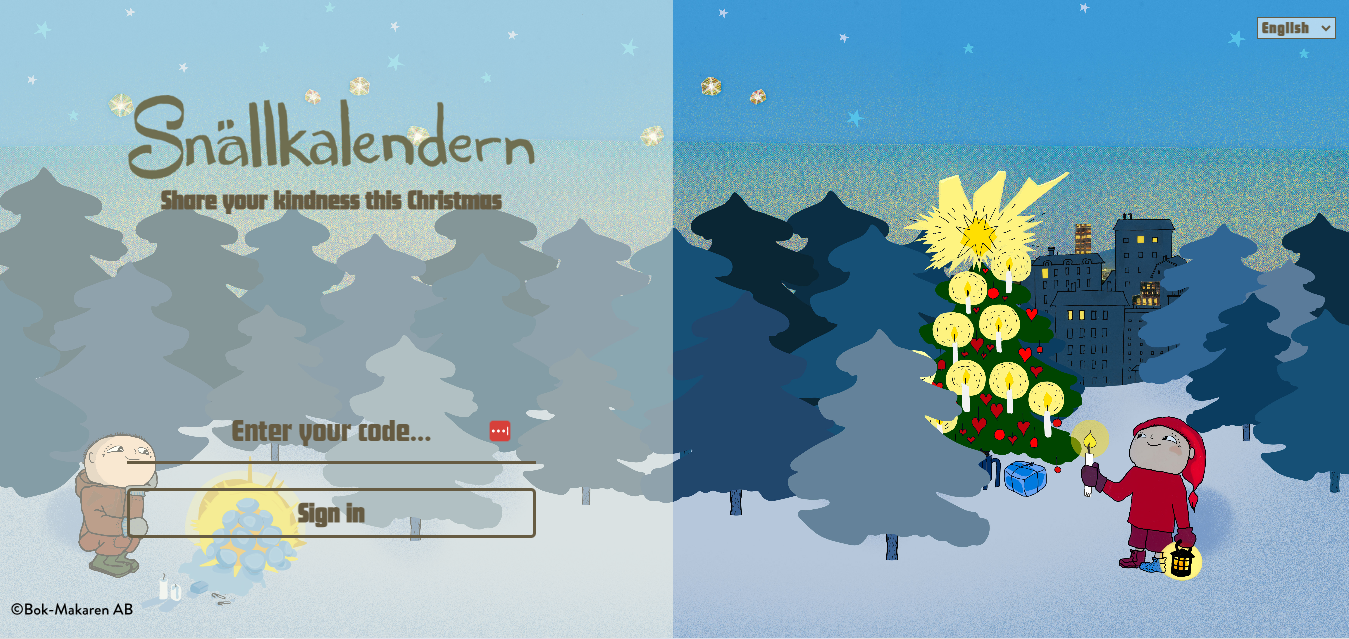 English
Snällkalendern
Share your kindness this Christmas
Enter your code...
Sign in
©Bok-Makaren AB